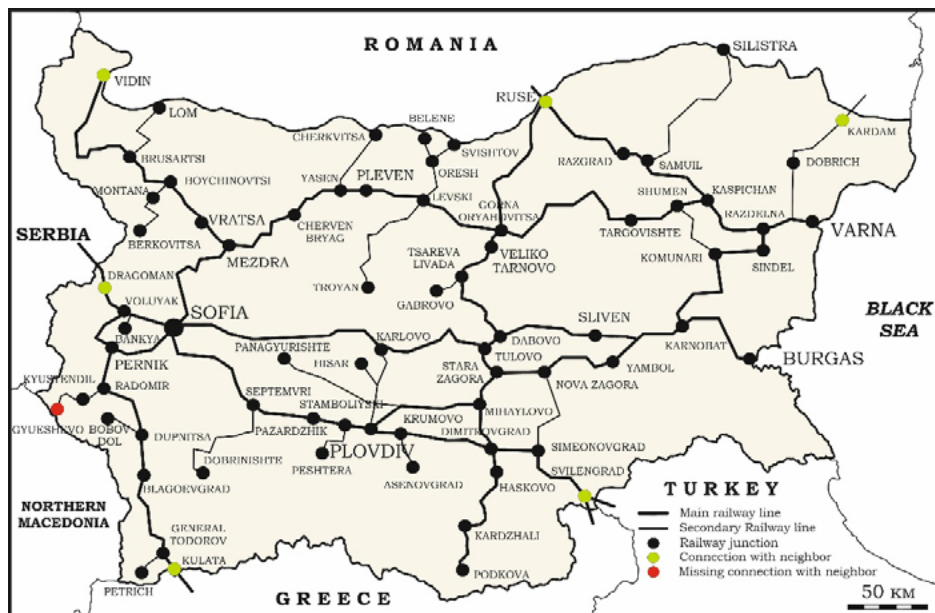 ROMANIA
SILISTRA
VIDIN
RUSE
LOM
BELENE
KARDAM
CHERKVITSA
SVISHTOV
BRUSARTSI
RAZGRAD
SAMUIL
DOBRICH
BOYCHINOVTSI
YASEN
PLEVEN
ORESH
MONTANA
LEVSKI
SHUMEN
KASPICHAN
GORNA
ORYAHOVITSA
VRATSA
CHERVEN
BRYAG
TARGOVISHTE
RAZDELNA
VARNA
SERBIA
BERKOVITSA
MEZDRA
TSAREVA
LIVADA
VELIKO
TARNOVO
KOMUNARI
SINDEL
DRAGOMAN
TROYAN
GABROVO
VOLUYAK
SOFIA
BLACK
SEA
BANKYA
KARLOVO
DABOVO
SLIVEN
KARNOBAT
PANAGYURISHTE
TULOVO
PERNIK
HISAR
STARA
ZAGORA
NOVA ZAGORA
YAMBOL
BURGAS
KYUSTENDIL
RADOMIR
SEPTEMVRI
STAMBOLIYSKI
MIHAYLOVO
GYUESHEVO
BOBOV
DOL
DUPNITSA
PAZARDZHIK
KRUMOVO
DIMITROVGRAD
SIMEONOVGRAD
PLOVDIV
DOBRINISHTE
PESHTERA
ASENOVGRAD
HASKOVO
SVILENGRAD
BLAGOEVGRAD
NORTHERN
MACEDONIA
TURKEY
GENERAL
TODOROV
KARDZHALI
KULATA
PODKOVA
PETRICH
GREECE
Main railway line
Secondary Railway line
Railway junction
Connection with neighbor
Missing connection with neighbor
50 KM